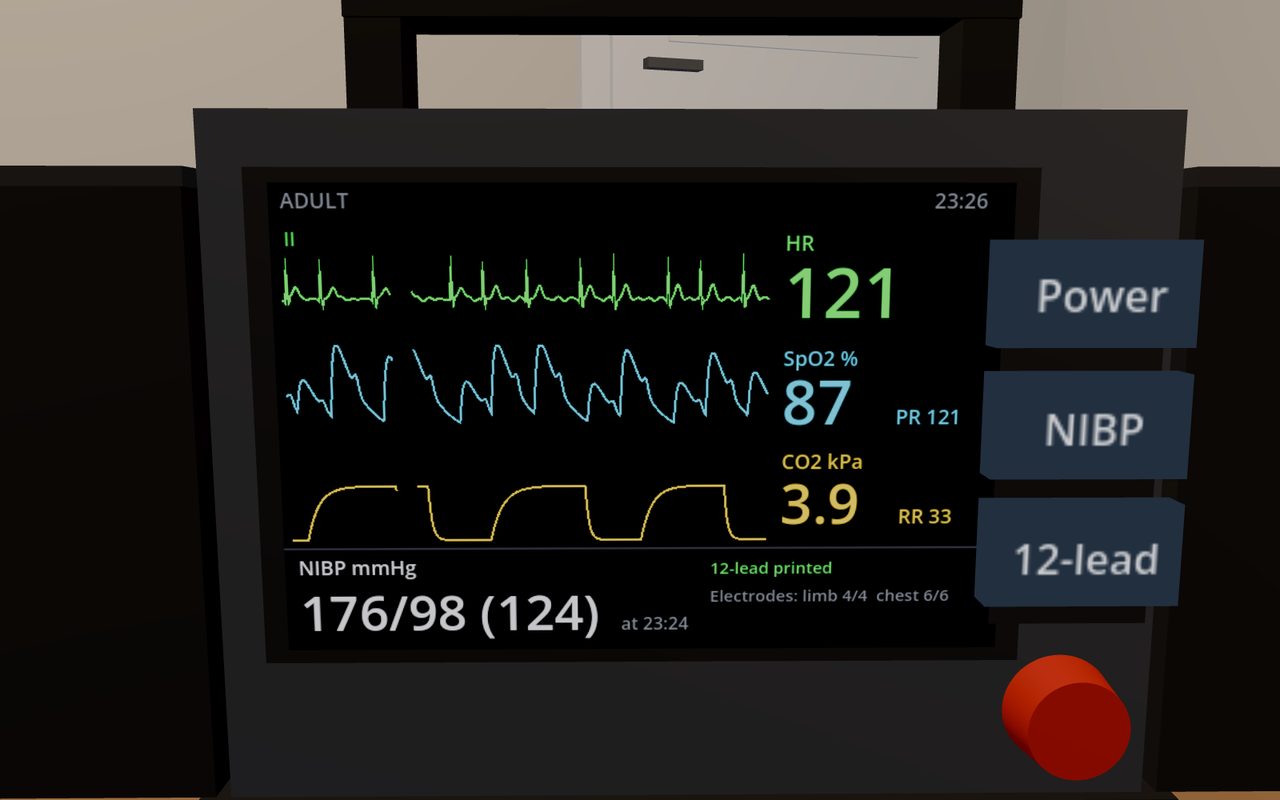 ADULT
23:26
II
HR
121
SpO2 %
87
PR 121
CO2 kPa
3.9
RR 33
NIBP mmHg
176/98 (124)
at 23:24
12-lead printed
Electrodes: limb 4/4 chest 6/6
Power
NIBP
12-lead